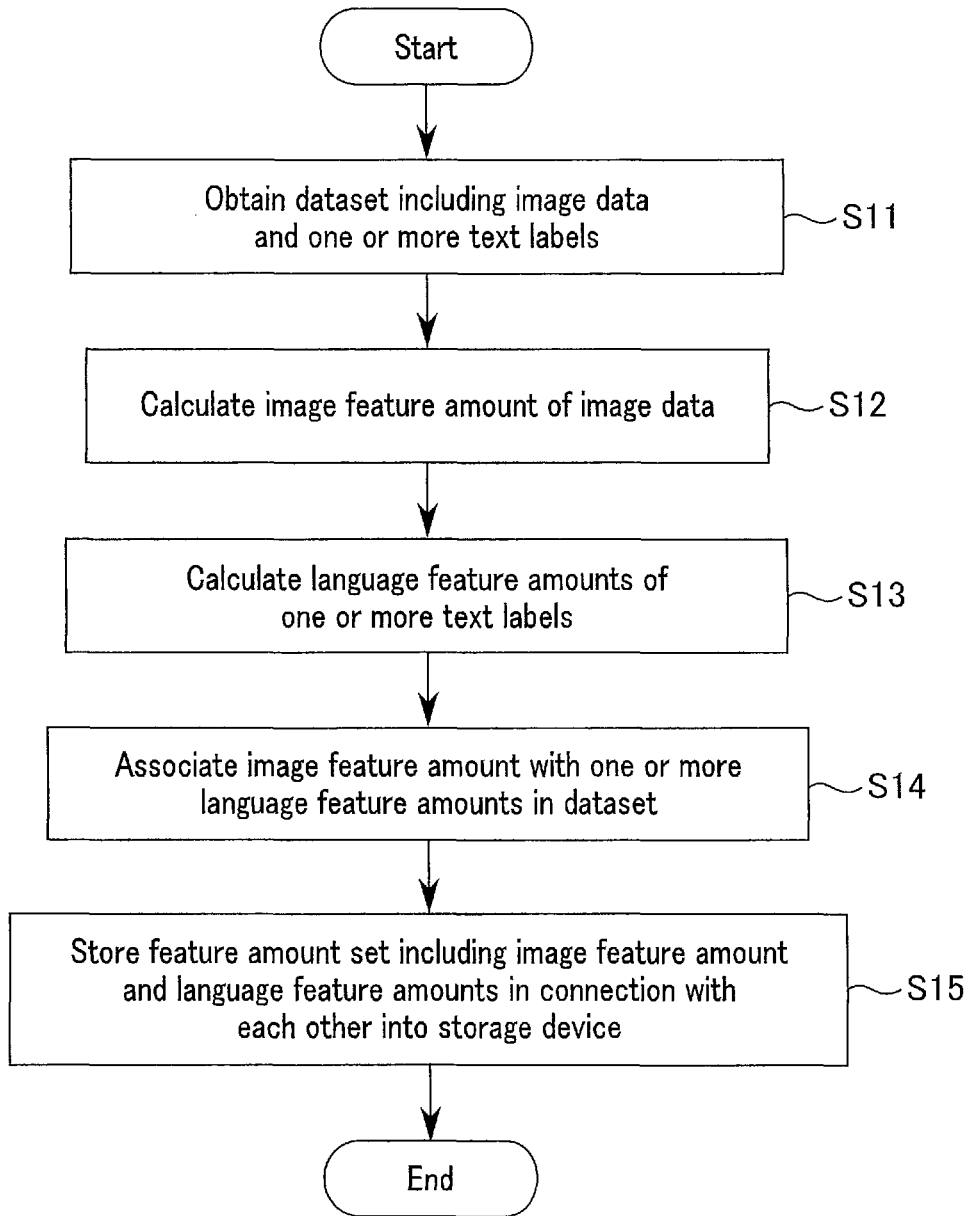 Start
Obtain dataset including image data
and one or more text labels
S11
Calculate image feature amount of image data
S12
Calculate language feature amounts of
one or more text labels
S13
Associate image feature amount with one or more
language feature amounts in dataset
S14
Store feature amount set including image feature amount
and language feature amounts in connection with
each other into storage device
S15
End